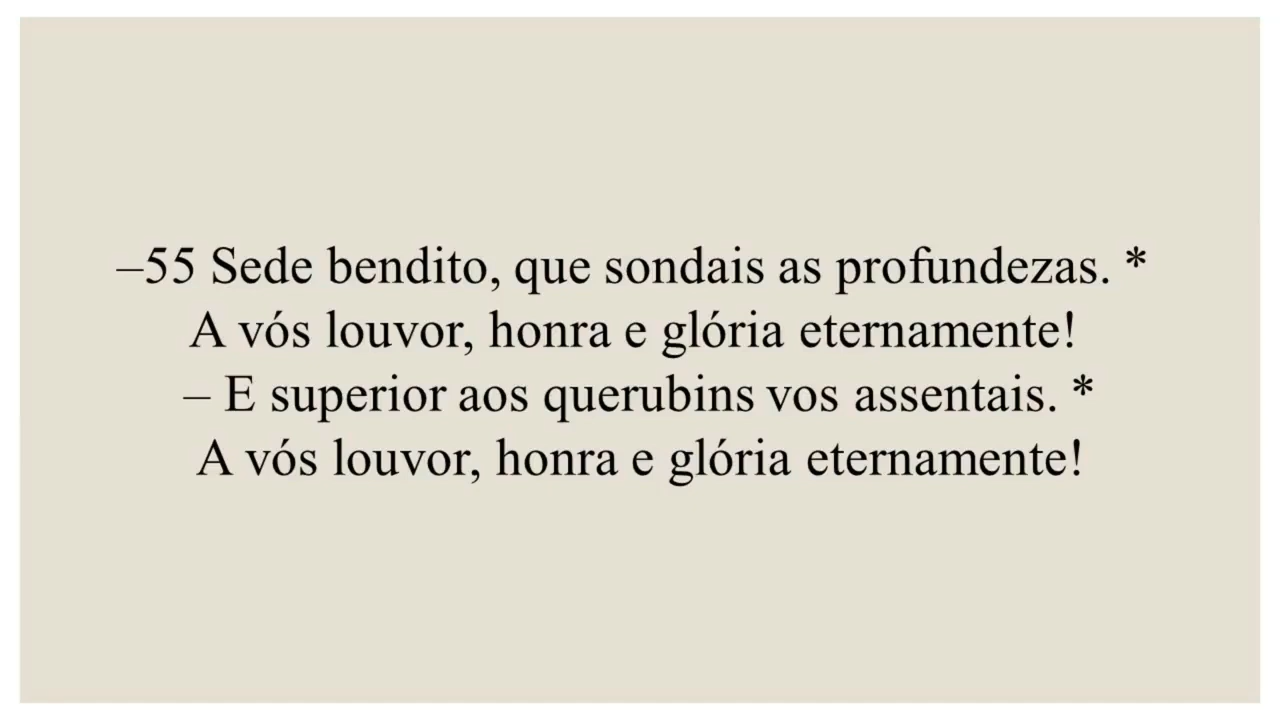 –55 Sede bendito, que sondais as profundezas. *
A vós louvor, honra e glória eternamente!
– E superior aos querubins vos assentais. *
A vós louvor, honra e glória eternamente!